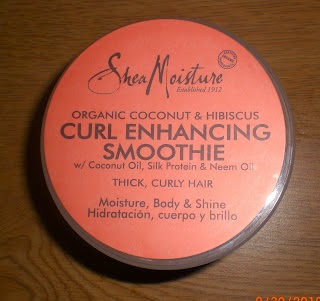 SheaMoisture
Established 1912
ORGANIC COCONUT & HIBISCUS
CURL ENHANCING
SMOOTHIE
w/ Coconut Oil, Silk Protein & Neem Oil
THICK, CURLY HAIR
Moisture, Body & Shine
Hidratación, cuerpo y brillo